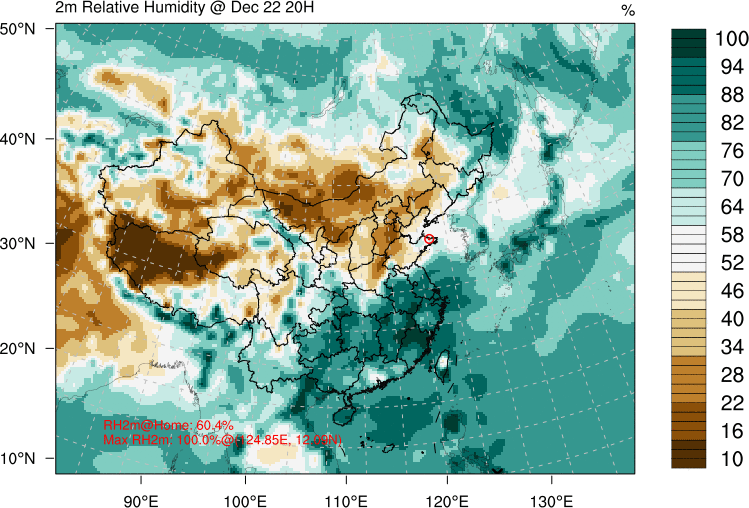 2m Relative Humidity @ Dec 22 20H
%
50°N
40°N
30°N
20°N
10°N
90°E
100°E
110°E
120°E
130°E
100
94
88
82
76
70
64
58
52
46
40
34
28
22
16
10
RH2m@Home: 60.4%
Max RH2m: 100.0%@(124.85E, 12.09N)